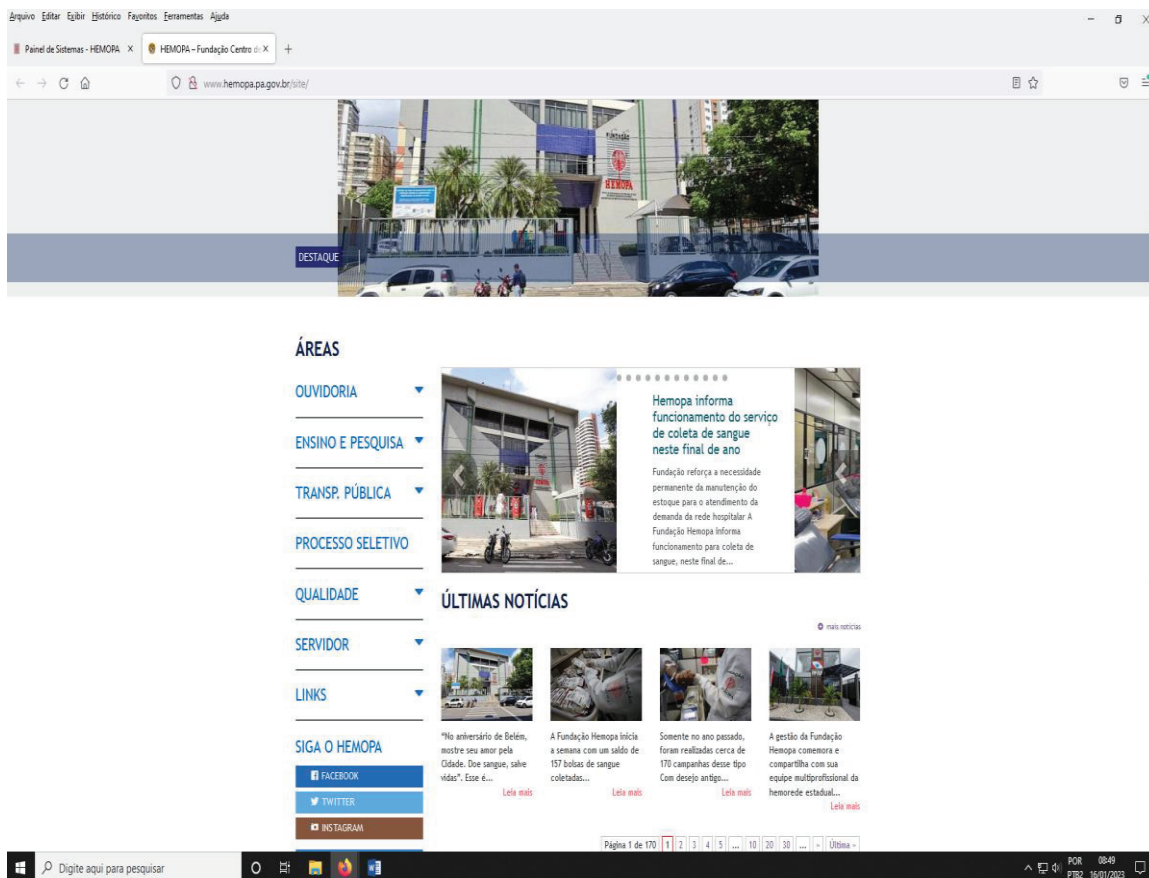 Arquivo Editar Exibir Histórico Favoritos Ferramentas Ajuda
Painel de Sistemas - HEMOPA
HEMOPA – Fundação Centro de
www.hemopa.pa.gov.br/site/
FUNDAÇÃO
HEMOPA
DESTAQUE
ÁREAS
OUVIDORIA
ENSINO E PESQUISA
TRANSP. PÚBLICA
PROCESSO SELETIVO
QUALIDADE
SERVIDOR
LINKS
SIGA O HEMOPA
FACEBOOK
TWITTER
INSTAGRAM
Hemopa informa
funcionamento do serviço
de coleta de sangue
neste final de ano
Fundação reforça a necessidade
permanente da manutenção do
estoque para o atendimento da
demanda da rede hospitalar A
Fundação Hemopa informa
funcionamento para coleta de
sangue, neste final de...
ÚLTIMAS NOTÍCIAS
mais notícias
"No aniversário de Belém,
mostre seu amor pela
Cidade. Doe sangue, salve
vidas". Esse é...
Leia mais
A Fundação Hemopa inicia
a semana com um saldo de
157 bolsas de sangue
coletadas...
Leia mais
Somente no ano passado,
foram realizadas cerca de
170 campanhas desse tipo
Com desejo antigo...
Leia mais
A gestão da Fundação
Hemopa comemora e
compartilha com sua
equipe multiprofissional da
hemorede estadual...
Leia mais
Página 1 de 170 1 2 3 4 5 ... 10 20 30 ... » Última »
Digite aqui para pesquisar
POR 08:49
PTB2 16/01/2023